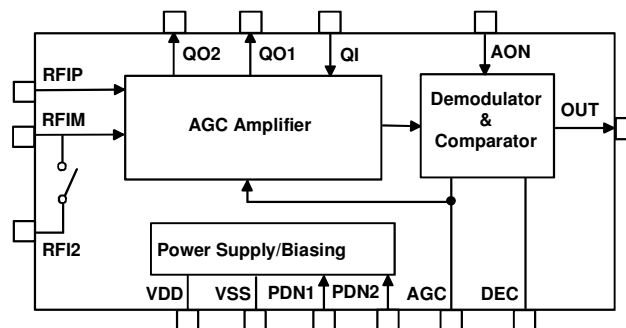 QO2 QO1 QI AON
RFIP
RFIM
AGC Amplifier
Demodulator
&
Comparator
OUT
RFI2
Power Supply/Biasing
VDD VSS PDN1 PDN2 AGC DEC